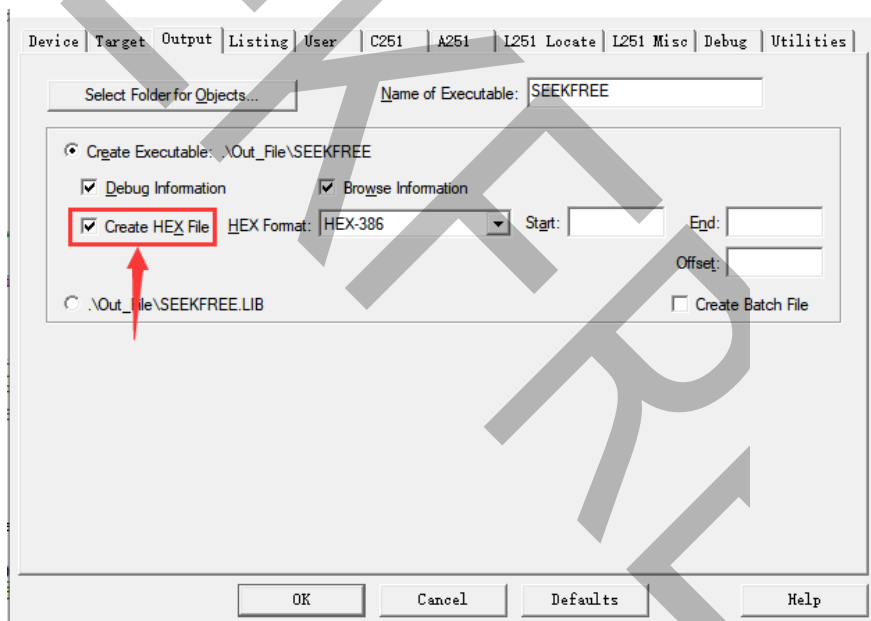 Device Target Output Listing User C251 A251 L251 Locate L251 Misc Debug Utilities
Select Folder for Objects... Name of Executable: SEEKFREE
Create Executable: .\Out_File\SEEKFREE
Debug Information Browse Information
Create HEX File HEX Format: HEX-386 Start: End:
Offset:
.\Out_File\SEEKFREE.LIB Create Batch File
OK Cancel Defaults Help